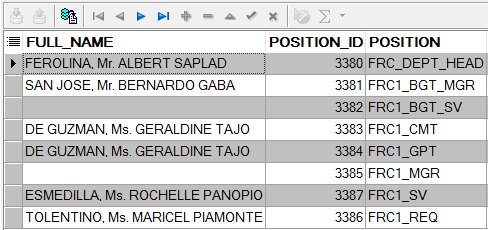 FULL_NAME POSITION_ID POSITION
FEROLINA, Mr. ALBERT SAPLAD 3380 FRC_DEPT_HEAD
SAN JOSE, Mr. BERNARDO GABA 3381 FRC1_BGT_MGR
3382 FRC1_BGT_SV
DE GUZMAN, Ms. GERALDINE TAJO 3383 FRC1_CMT
DE GUZMAN, Ms. GERALDINE TAJO 3384 FRC1_GPT
3385 FRC1_MGR
ESMEDILLA, Ms. ROCHELLE PANOPIO 3387 FRC1_SV
TOLENTINO, Ms. MARICEL PIAMONTE 3386 FRC1_REQ